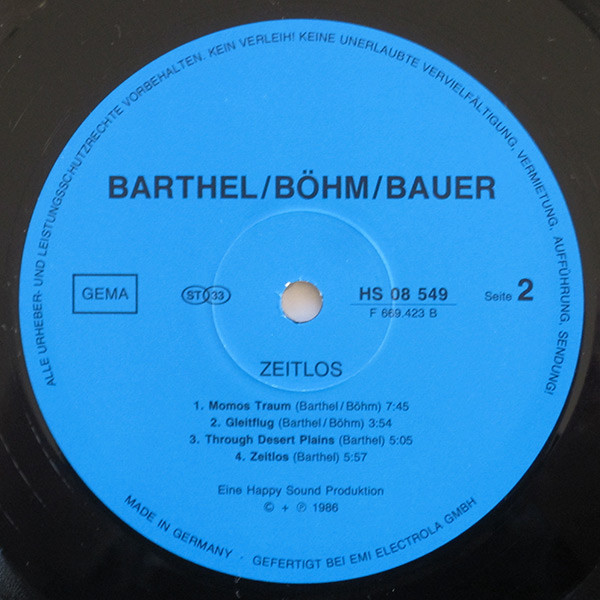 ALLE URHEBER- UND LEISTUNGSSCHUTZRECHTE VORBEHALTEN. KEIN VERLEIH! KEINE UNERLAUBTE VERVIELFÄLTIGUNG, VERMIETUNG, AUFFÜHRUNG, SENDUNG!
BARTHEL/BÖHM/BAUER
GEMA
ST 33
HS 08 549
F 669.423 B
Seite 2
ZEITLOS
1. Momos Traum (Barthel/Böhm) 7:45
2. Gleitflug (Barthel/Böhm) 3:54
3. Through Desert Plains (Barthel) 5:05
4. Zeitlos (Barthel) 5:57
Eine Happy Sound Produktion
© + ℗ 1986
MADE IN GERMANY · GEFERTIGT BEI EMI ELECTROLA GMBH